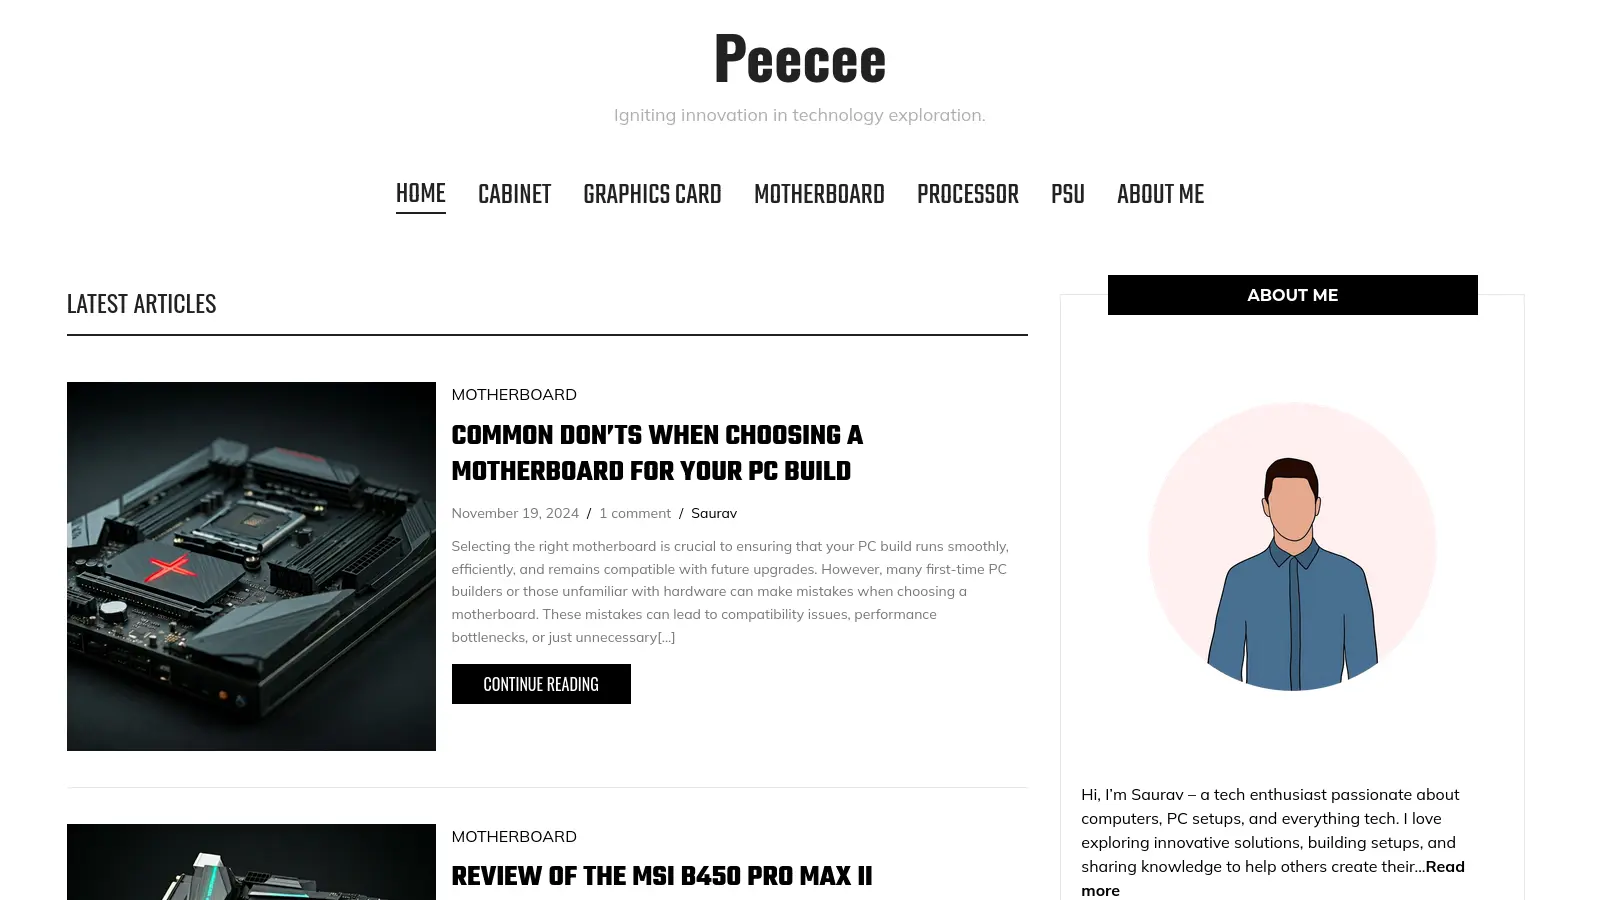 Peecee
Igniting innovation in technology exploration.
HOME CABINET GRAPHICS CARD MOTHERBOARD PROCESSOR PSU ABOUT ME
LATEST ARTICLES
MOTHERBOARD
COMMON DON’TS WHEN CHOOSING A
MOTHERBOARD FOR YOUR PC BUILD
November 19, 2024 / 1 comment / Saurav
Selecting the right motherboard is crucial to ensuring that your PC build runs smoothly,
efficiently, and remains compatible with future upgrades. However, many first-time PC
builders or those unfamiliar with hardware can make mistakes when choosing a
motherboard. These mistakes can lead to compatibility issues, performance
bottlenecks, or just unnecessary[...]
CONTINUE READING
MOTHERBOARD
REVIEW OF THE MSI B450 PRO MAX II
ABOUT ME
Hi, I’m Saurav – a tech enthusiast passionate about
computers, PC setups, and everything tech. I love
exploring innovative solutions, building setups, and
sharing knowledge to help others create their...Read
more